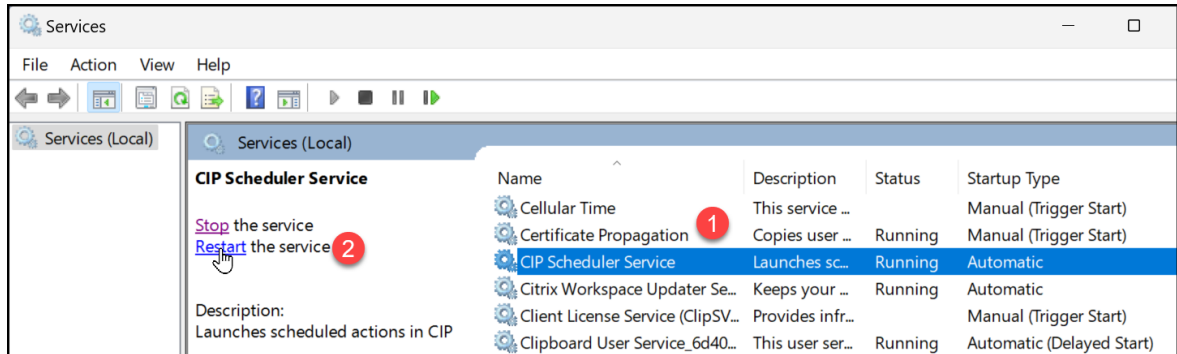 Services
File Action View Help
Services (Local)
Services (Local)
CIP Scheduler Service
Stop the service
Restart the service
2
Description:
Launches scheduled actions in CIP
Name Description Status Startup Type
Cellular Time This service ... Manual (Trigger Start)
1
Certificate Propagation Copies user ... Running Manual (Trigger Start)
CIP Scheduler Service Launches sc... Running Automatic
Citrix Workspace Updater Se... Keeps your ... Running Automatic
Client License Service (ClipSV... Provides infr... Manual (Trigger Start)
Clipboard User Service_6d40... This user ser... Running Automatic (Delayed Start)